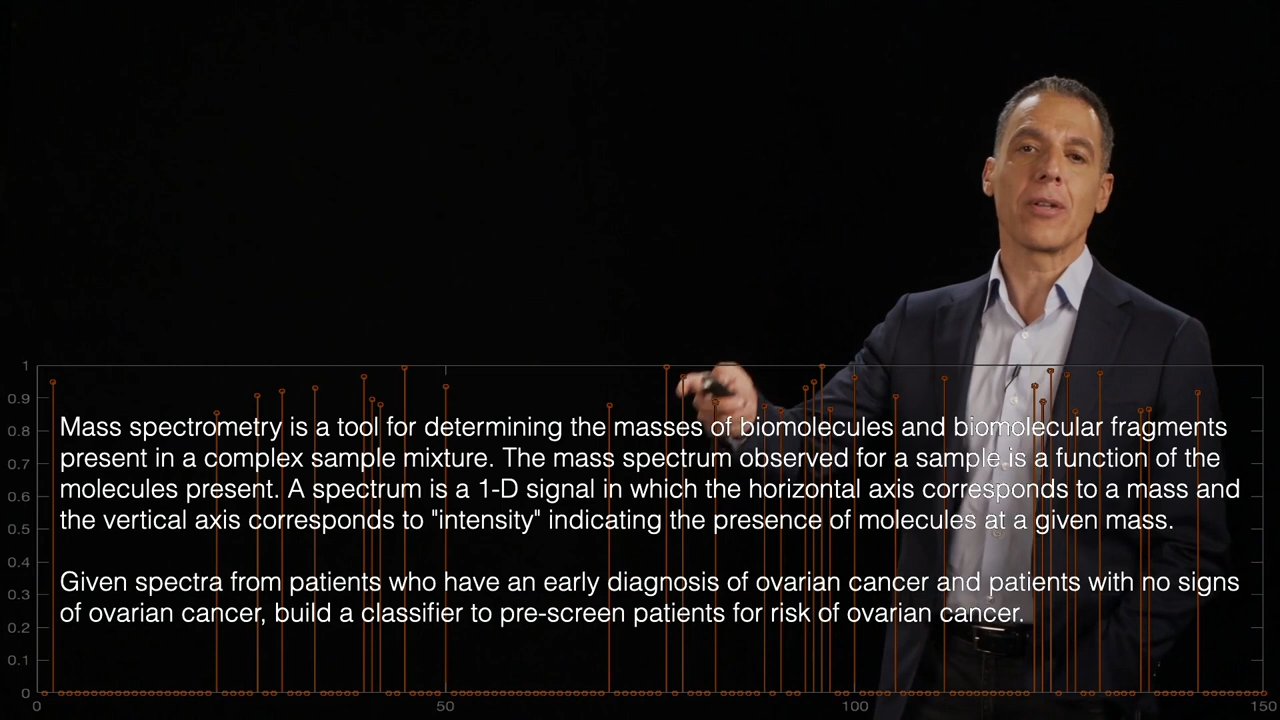 1
0.9
0.8
0.7
0.6
0.5
0.4
0.3
0.2
0.1
0
Mass spectrometry is a tool for determining the masses of biomolecules and biomolecular fragments
present in a complex sample mixture. The mass spectrum observed for a sample is a function of the
molecules present. A spectrum is a 1-D signal in which the horizontal axis corresponds to a mass and
the vertical axis corresponds to "intensity" indicating the presence of molecules at a given mass.
Given spectra from patients who have an early diagnosis of ovarian cancer and patients with no signs
of ovarian cancer, build a classifier to pre-screen patients for risk of ovarian cancer.
0 50 100 150